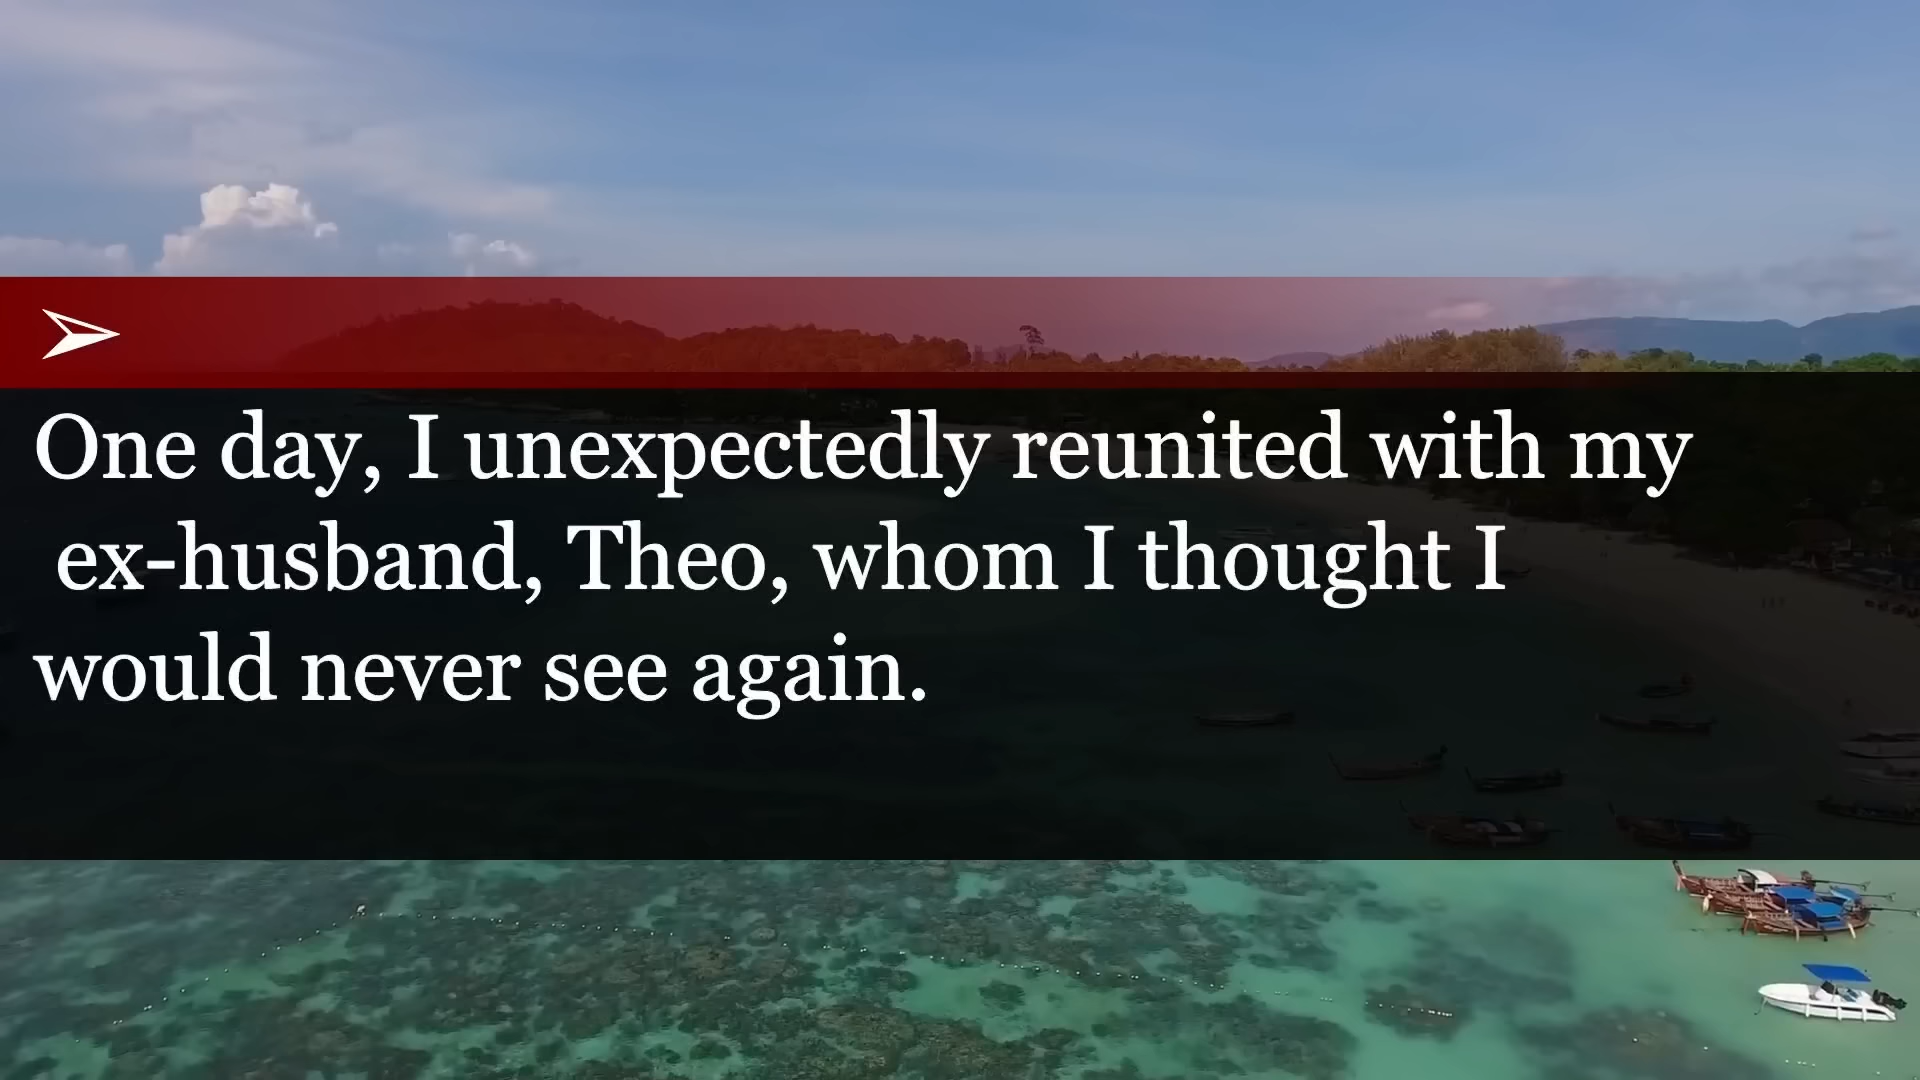 One day, I unexpectedly reunited with my
ex-husband, Theo, whom I thought I
would never see again.